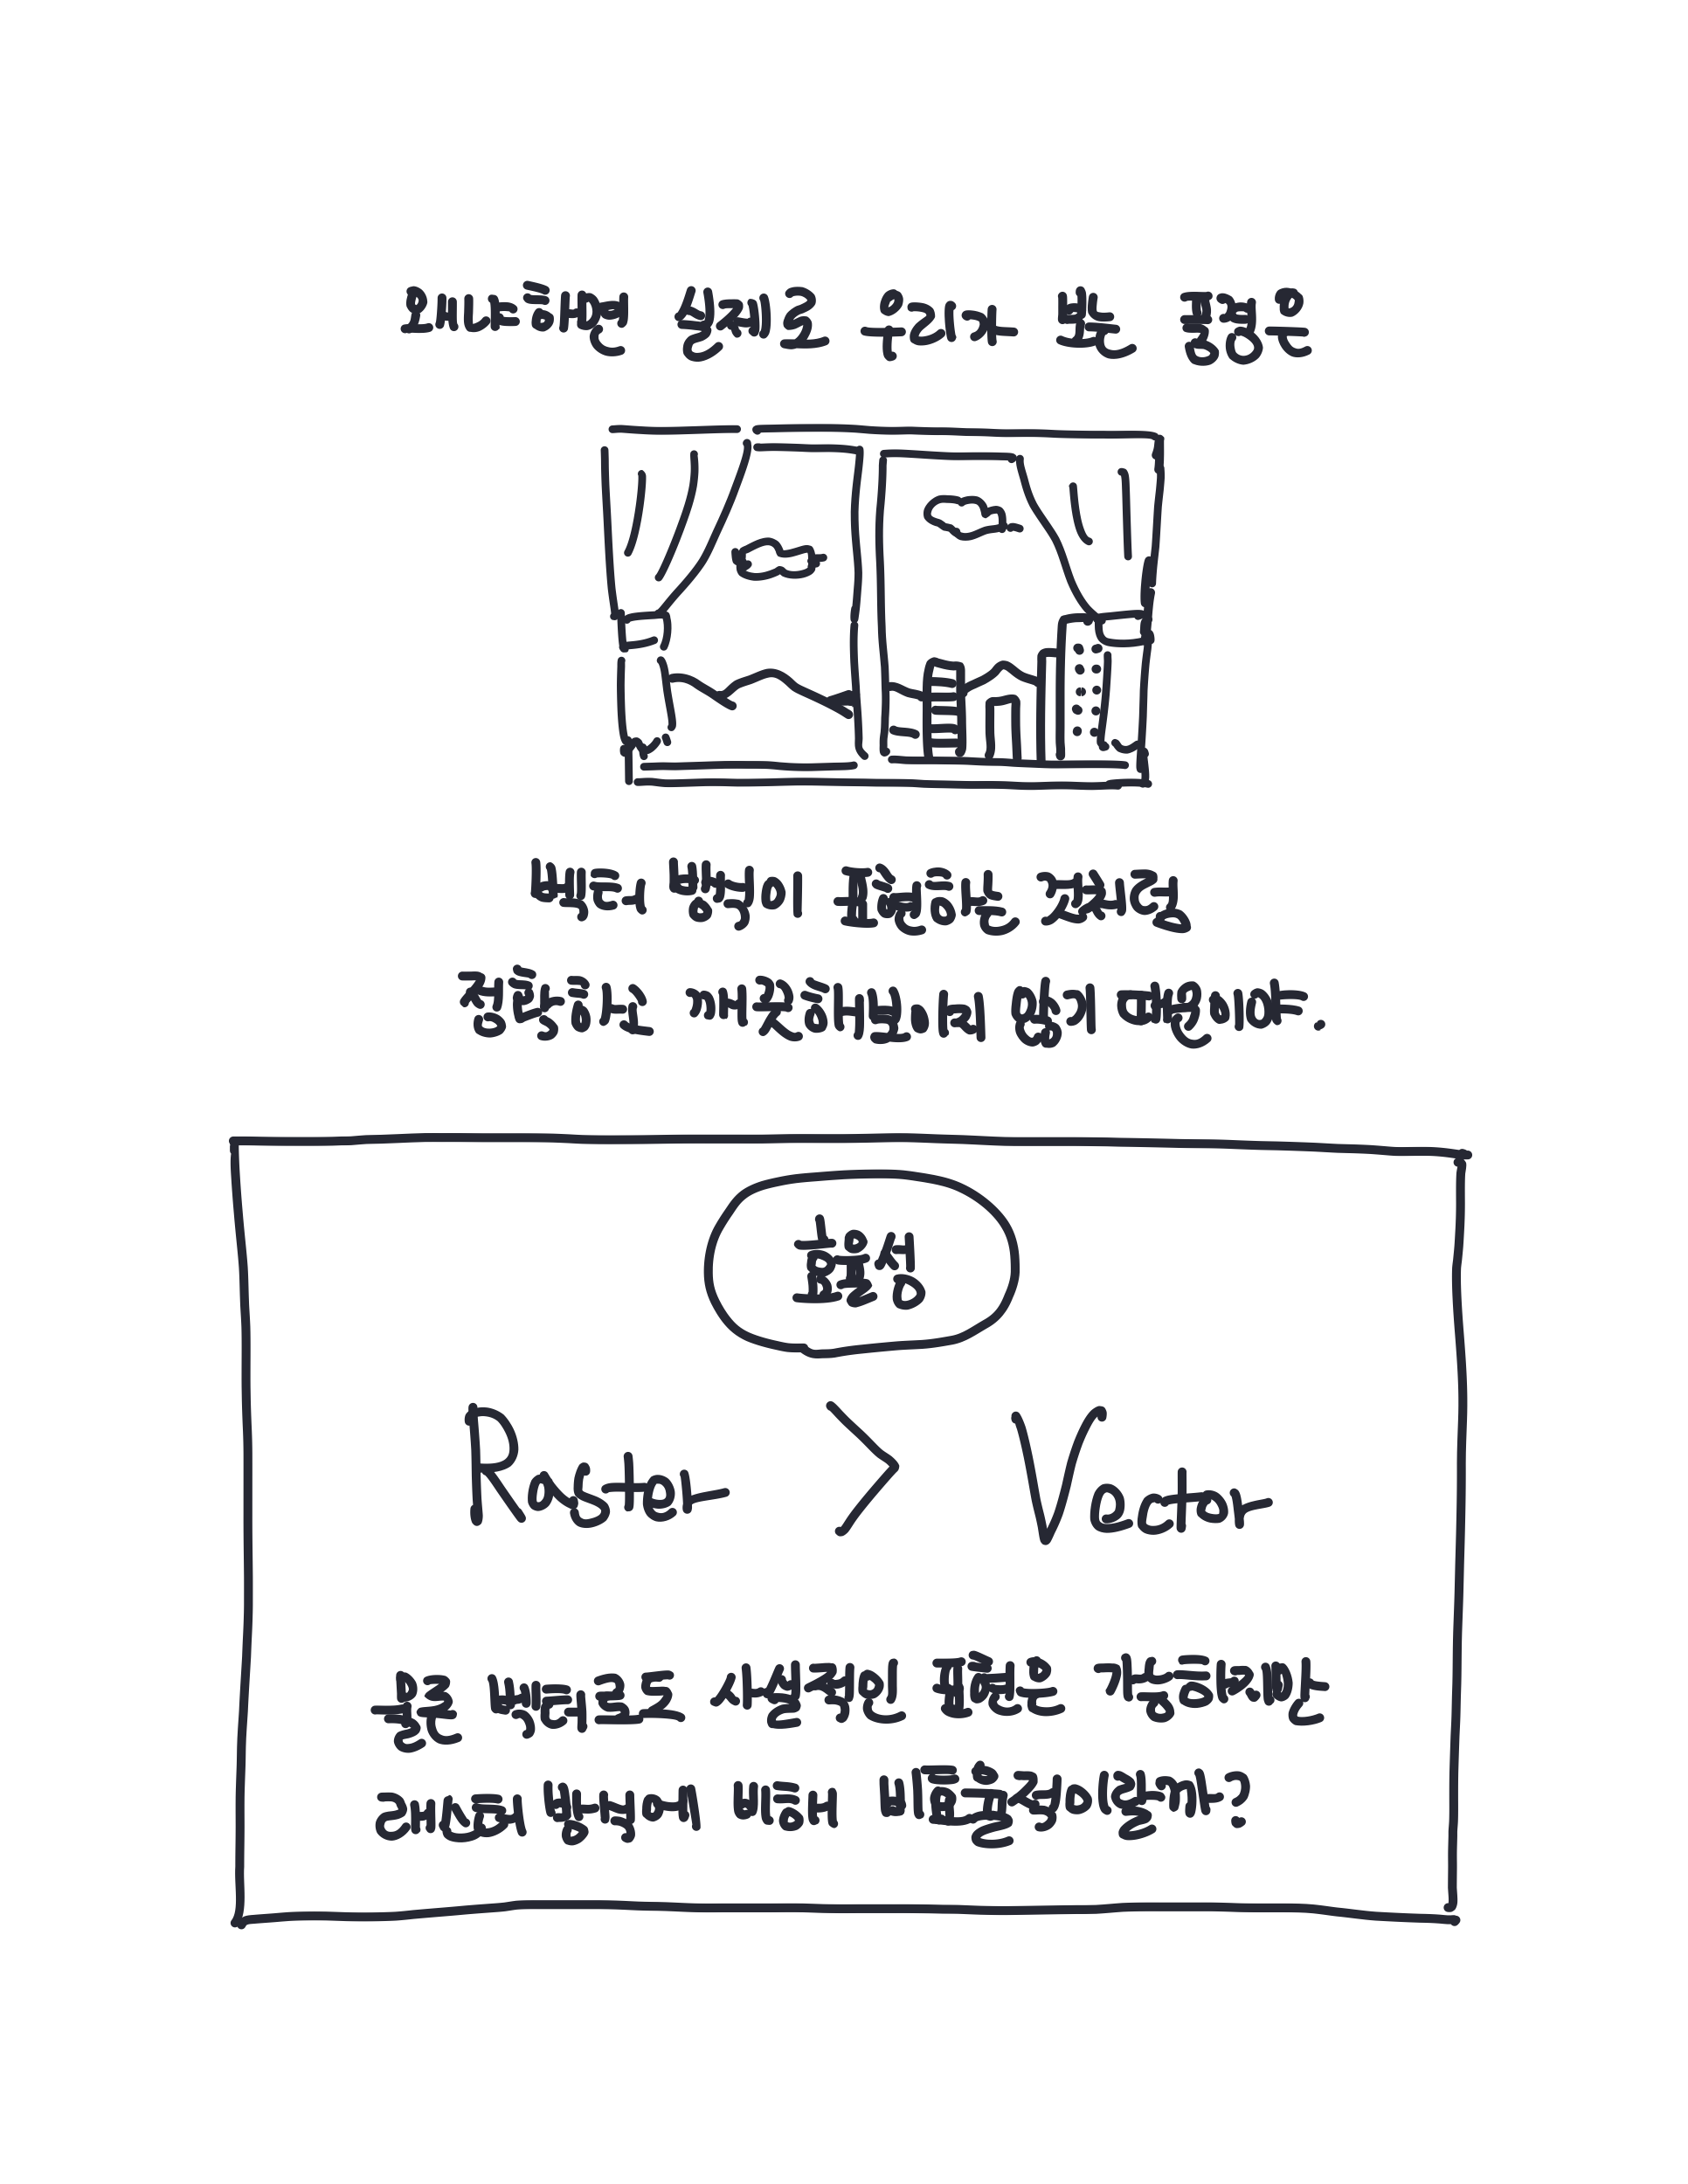 왜냐하면 실제로 우리가 보는 풍경은
벡터 방식이 표현하는 것처럼
정확하고 깨끗해보이지 않기 때문이야.
효율성
Raster > Vector
물론 벡터로도 사실적인 표현은 가능하지만
래스터 방식에 비해 비효율적이랄까?